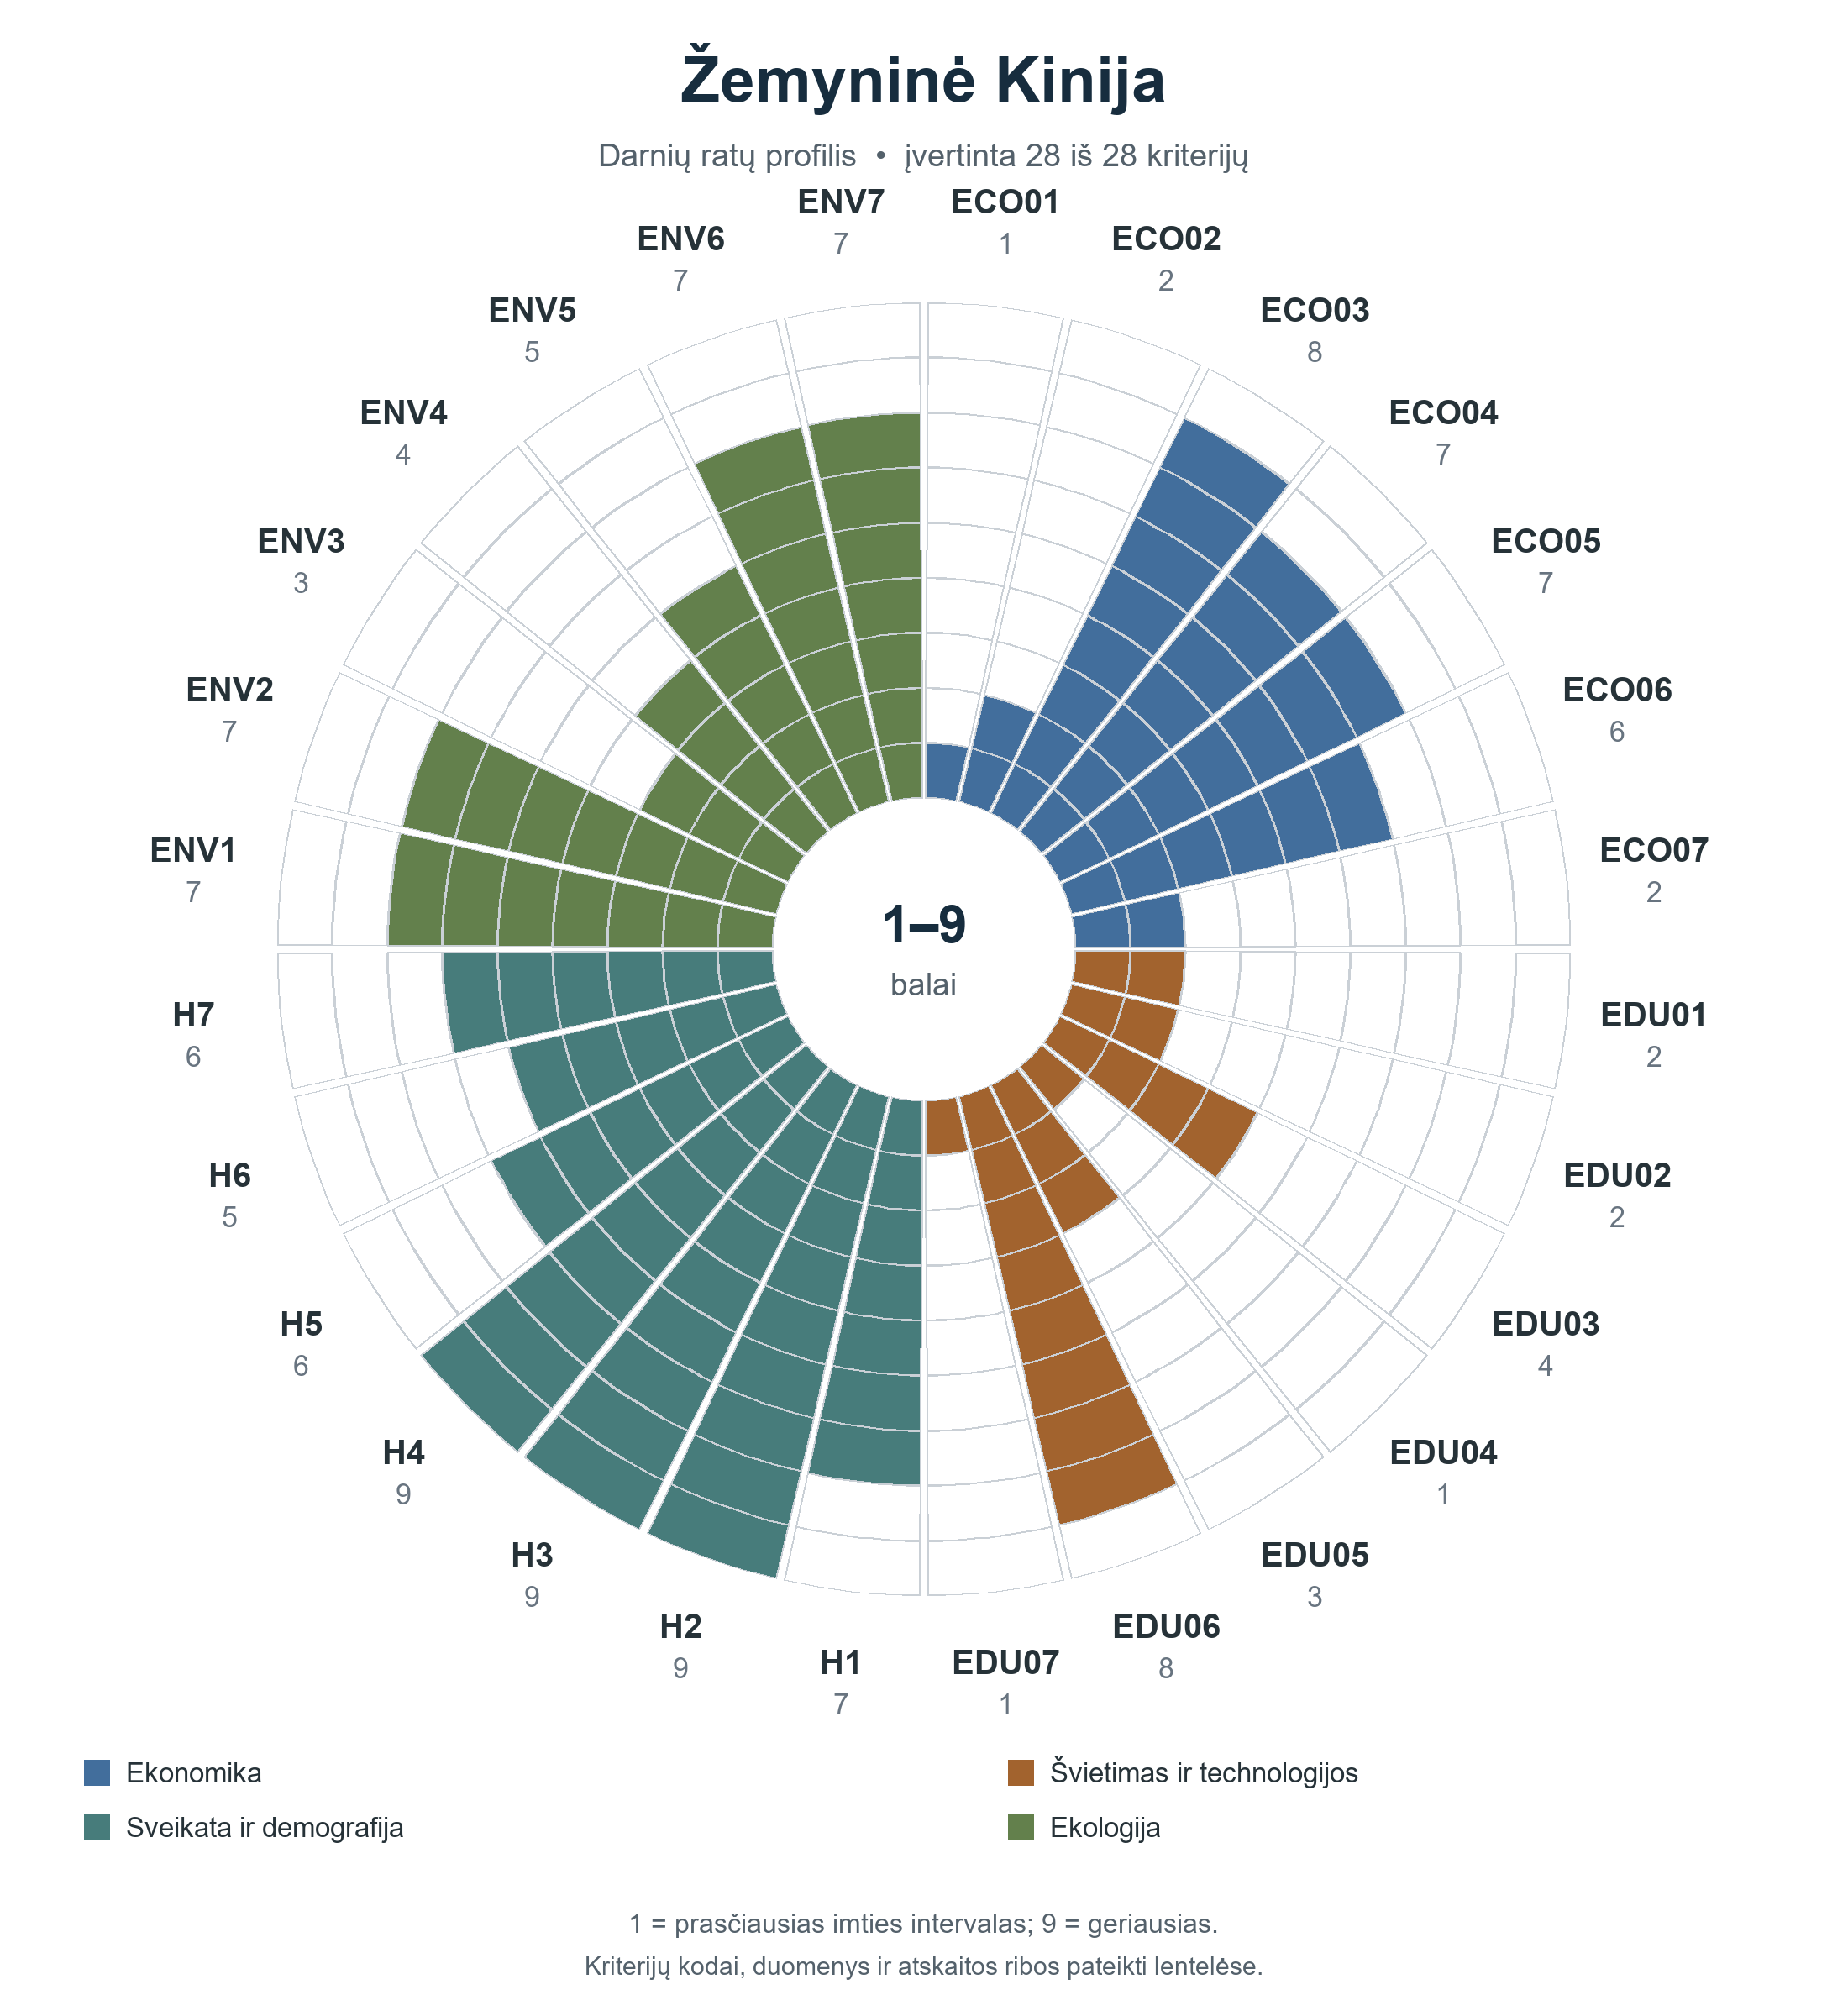 Žemyninė Kinija
Darnių ratų profilis • įvertinta 28 iš 28 kriterijų
ECO01
1
ECO02
2
ECO03
8
ECO04
7
ECO05
7
ECO06
6
ECO07
2
EDU01
2
EDU02
2
EDU03
4
EDU04
1
EDU05
3
EDU06
8
EDU07
1
H1
7
H2
9
H3
9
H4
9
H5
6
H6
5
H7
6
ENV1
7
ENV2
7
ENV3
3
ENV4
4
ENV5
5
ENV6
7
ENV7
7
1–9
balai
Ekonomika
Švietimas ir technologijos
Sveikata ir demografija
Ekologija
1 = prasčiausias imties intervalas; 9 = geriausias.
Kriterijų kodai, duomenys ir atskaitos ribos pateikti lentelėse.